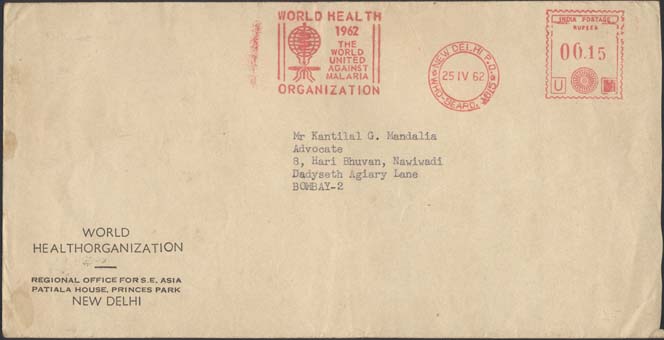 WORLD HEALTH
1962
THE
WORLD
UNITED
AGAINST
MALARIA
ORGANIZATION
NEW DELHI P.O.
25 IV 62
WHO-SEARO.
INDIA POSTAGE
RUPEES
00.15
U
Mr Kantilal G. Mandalia
Advocate
8, Hari Bhuvan, Nawiwadi
Dadyseth Agiary Lane
BOMBAY-2
WORLD
HEALTHORGANIZATION
REGIONAL OFFICE FOR S.E. ASIA
PATIALA HOUSE, PRINCES PARK
NEW DELHI